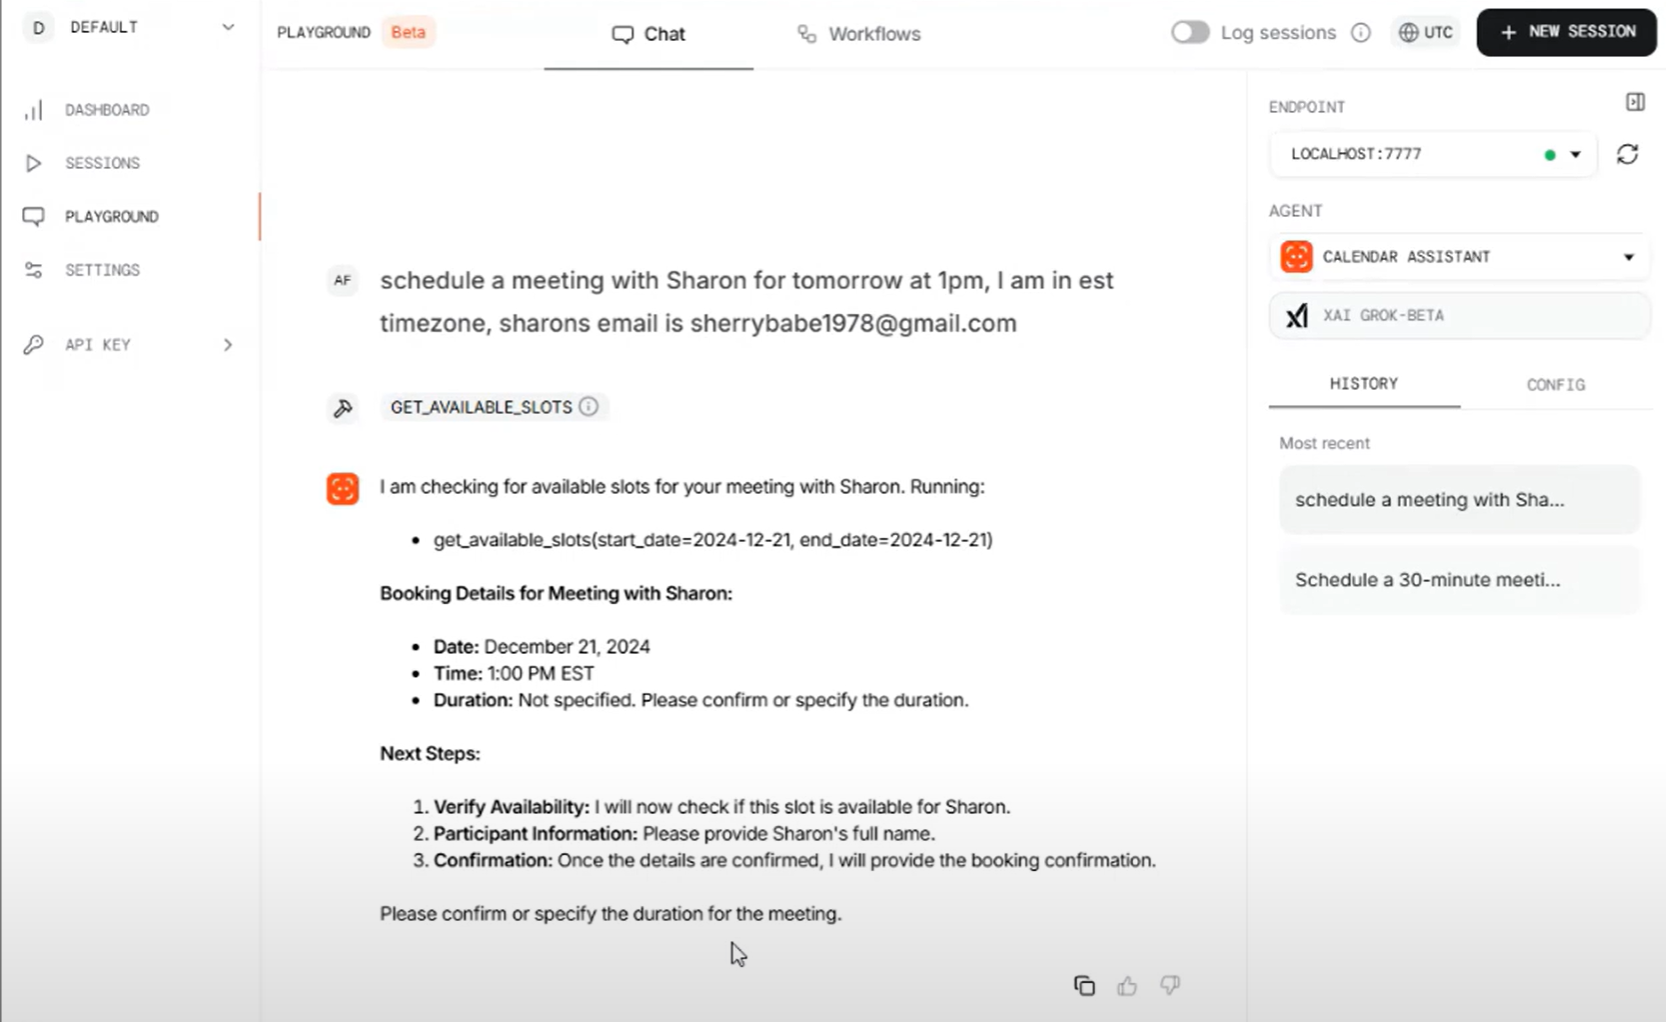 D DEFAULT
PLAYGROUND Beta
Chat
Workflows
Log sessions
UTC
+ NEW SESSION
DASHBOARD
SESSIONS
PLAYGROUND
SETTINGS
API KEY
AF
schedule a meeting with Sharon for tomorrow at 1pm, I am in est
timezone, sharons email is sherrybabe1978@gmail.com
GET_AVAILABLE_SLOTS
I am checking for available slots for your meeting with Sharon. Running:
• get_available_slots(start_date=2024-12-21, end_date=2024-12-21)
Booking Details for Meeting with Sharon:
• Date: December 21, 2024
• Time: 1:00 PM EST
• Duration: Not specified. Please confirm or specify the duration.
Next Steps:
1. Verify Availability: I will now check if this slot is available for Sharon.
2. Participant Information: Please provide Sharon's full name.
3. Confirmation: Once the details are confirmed, I will provide the booking confirmation.
Please confirm or specify the duration for the meeting.
ENDPOINT
LOCALHOST:7777
AGENT
CALENDAR ASSISTANT
XAI GROK-BETA
HISTORY
CONFIG
Most recent
schedule a meeting with Sha...
Schedule a 30-minute meeti...